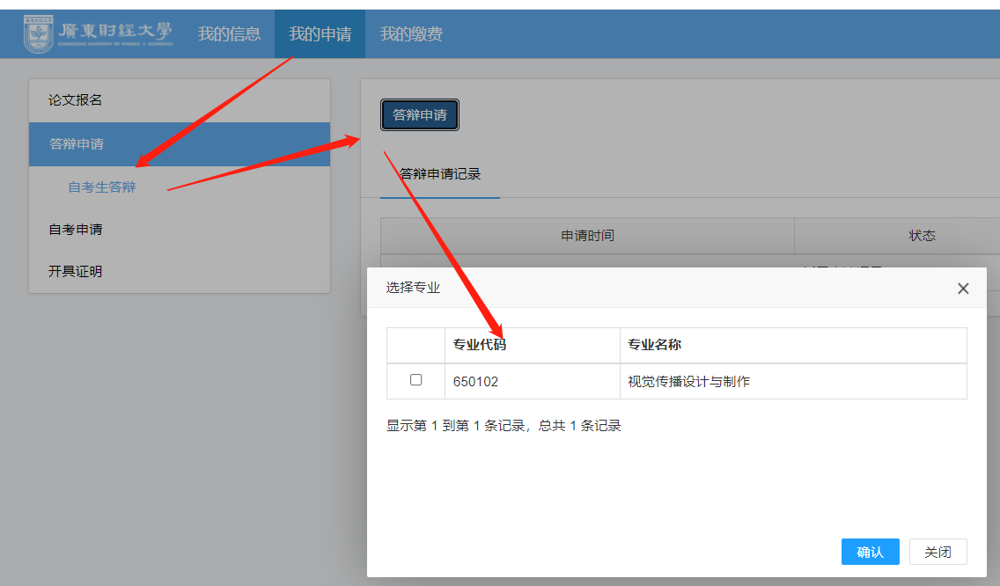 廣東財經大學
GUANGDONG UNIVERSITY OF FINANCE & ECONOMICS
我的信息
我的申请
我的缴费
论文报名
答辩申请
自考生答辩
自考申请
开具证明
答辩申请
答辩申请记录
申请时间
状态
选择专业
专业代码
专业名称
650102
视觉传播设计与制作
显示第 1 到第 1 条记录，总共 1 条记录
确认
关闭